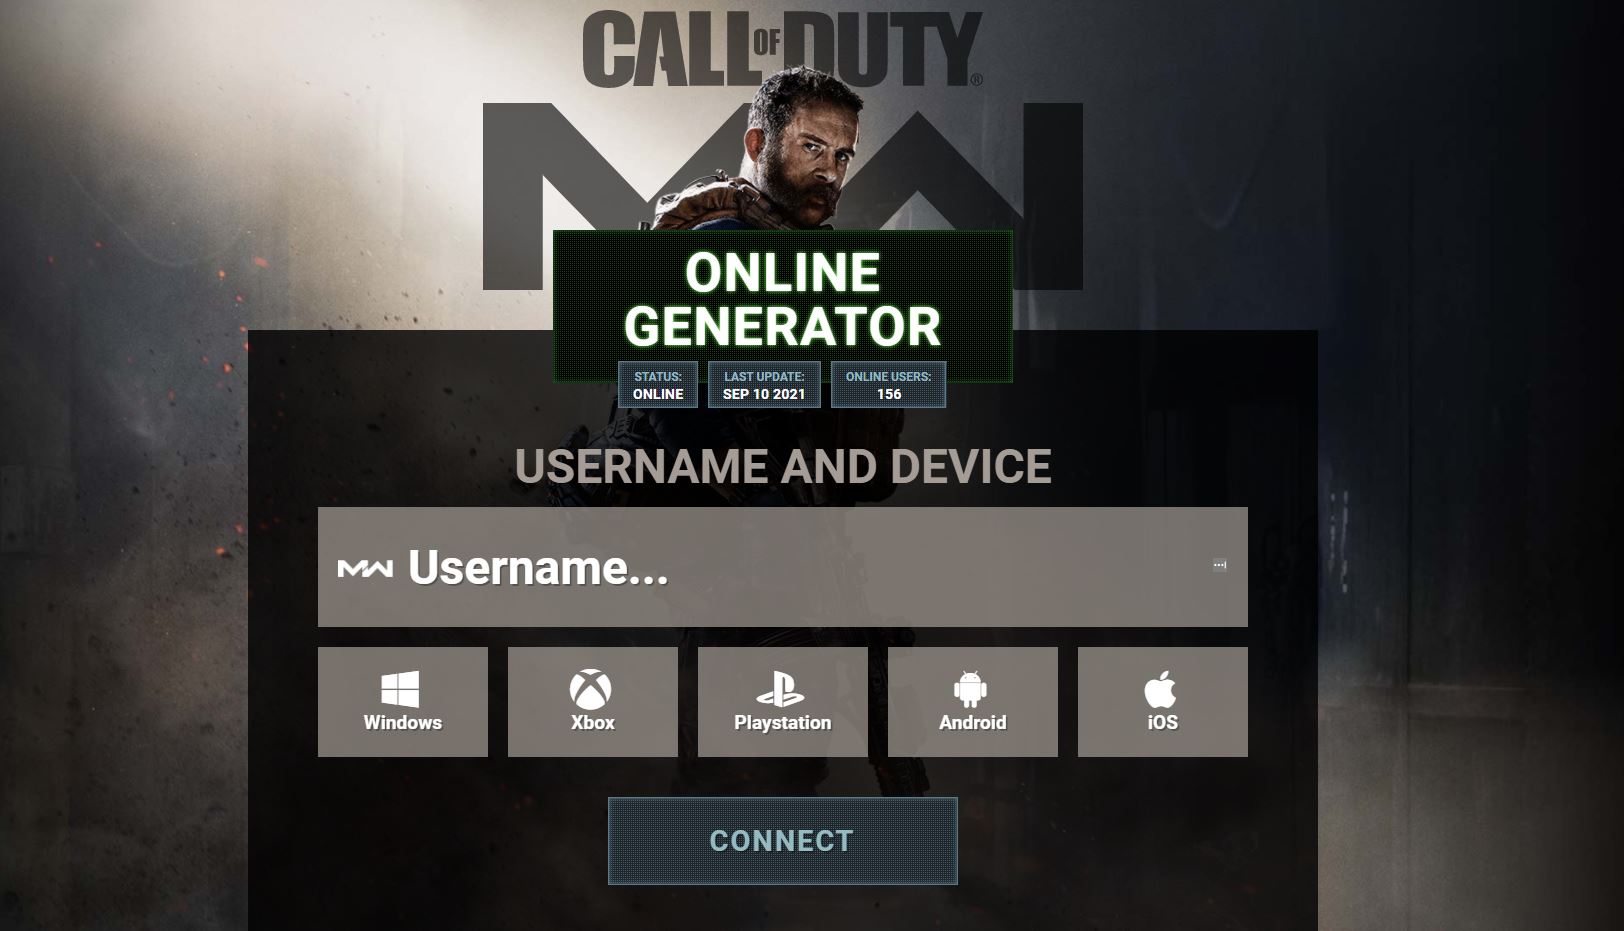 CALL OF DUTY®
MW
ONLINE
GENERATOR
STATUS:
ONLINE
LAST UPDATE:
SEP 10 2021
ONLINE USERS:
156
USERNAME AND DEVICE
MW Username...
Windows
Xbox
Playstation
Android
iOS
CONNECT